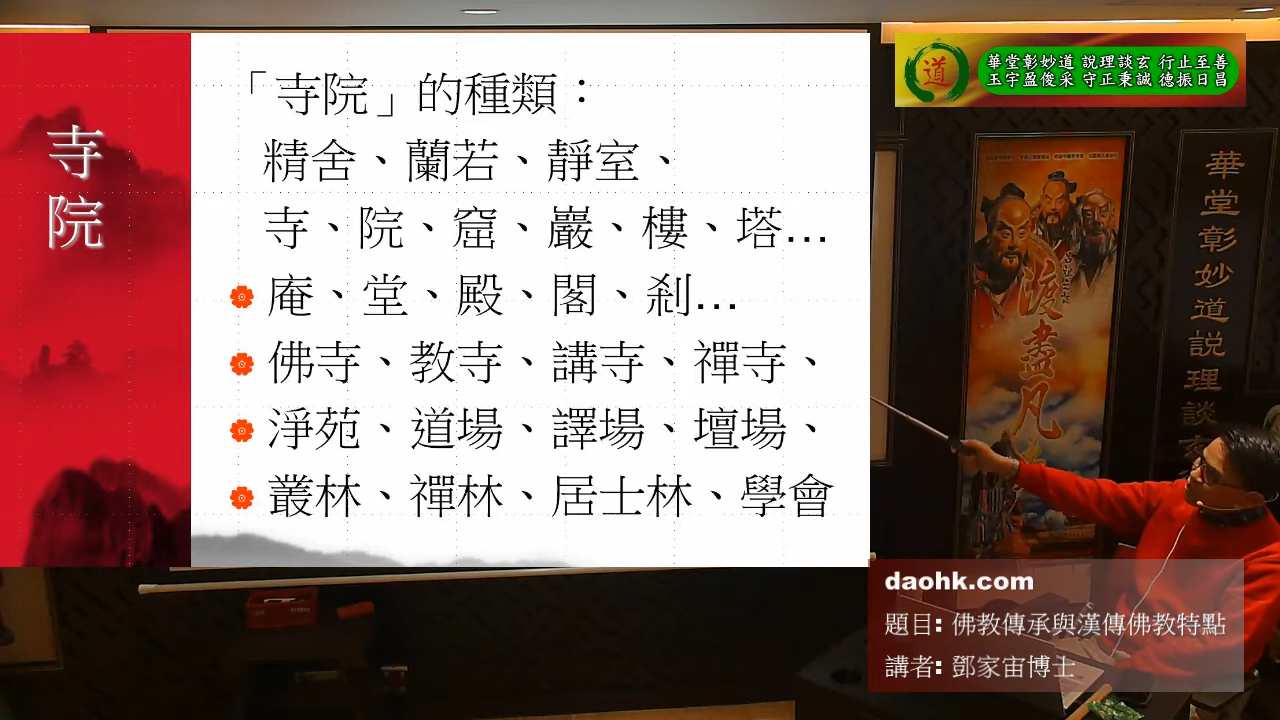 寺院
「寺院」的種類：
精舍、蘭若、靜室、
寺、院、窟、巖、樓、塔…
庵、堂、殿、閣、剎…
佛寺、教寺、講寺、禪寺、
淨苑、道場、譯場、壇場、
叢林、禪林、居士林、學會
道
華堂彰妙道 說理談玄 行止至善
玉宇盈俊采 守正秉誠 德振日昌
渡盡凡
華堂彰妙道説理談
daohk.com
題目: 佛教傳承與漢傳佛教特點
講者: 鄧家宙博士